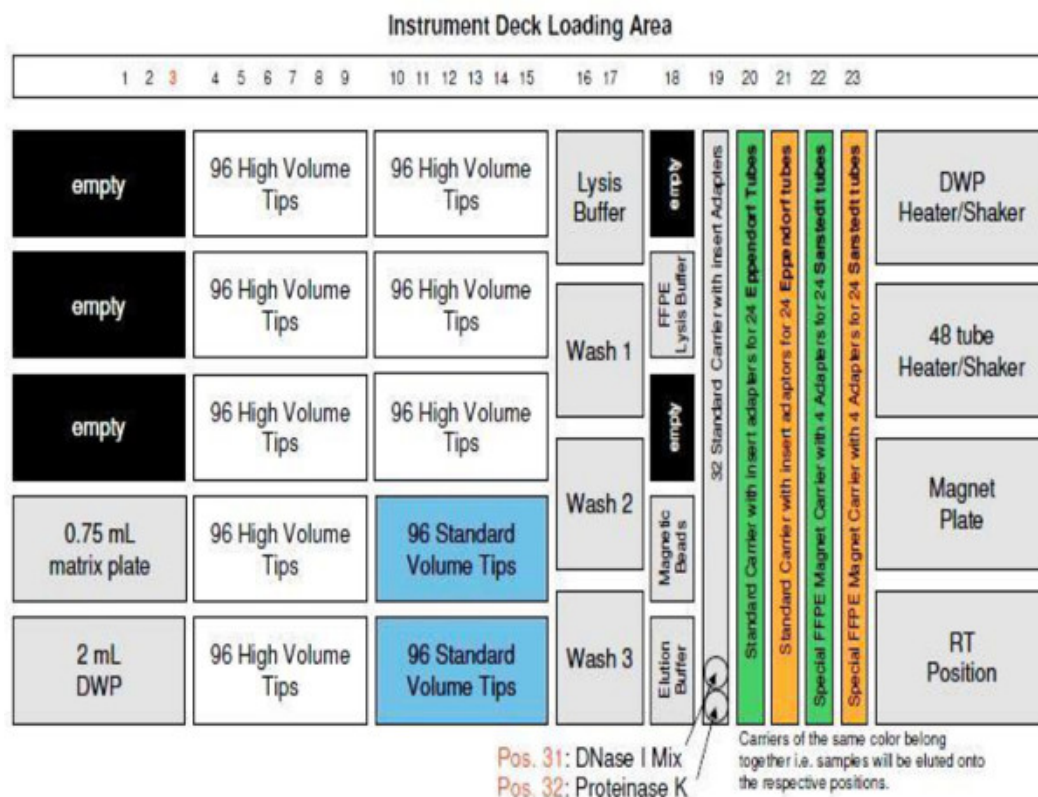 Instrument Deck Loading Area
1 2 3 4 5 6 7 8 9 10 11 12 13 14 15 16 17 18 19 20 21 22 23
empty
96 High Volume
Tips
96 High Volume
Tips
Lysis
Buffer
empty
32 Standard Carrier with insert Adapters
Standard Carrier with insert adapters for 24 Eppendorf Tubes
Standard Carrier with insert adaptors for 24 Eppendorf tubes
Special FFPE Magnet Carrier with 4 Adapters for 24 Sarstedt tubes
Special FFPE Magnet Carrier with 4 Adapters for 24 Sarstedt tubes
DWP
Heater/Shaker
empty
96 High Volume
Tips
96 High Volume
Tips
Wash 1
FFPE
Lysis Buffer
48 tube
Heater/Shaker
empty
96 High Volume
Tips
96 High Volume
Tips
Wash 2
empty
Magnet
Plate
0.75 mL
matrix plate
96 High Volume
Tips
96 Standard
Volume Tips
Magnetic
Beads
2 mL
DWP
96 High Volume
Tips
96 Standard
Volume Tips
Wash 3
Elution
Buffer
RT
Position
Pos. 31: DNase I Mix
Pos. 32: Proteinase K
Carriers of the same color belong
together i.e. samples will be eluted onto
the respective positions.